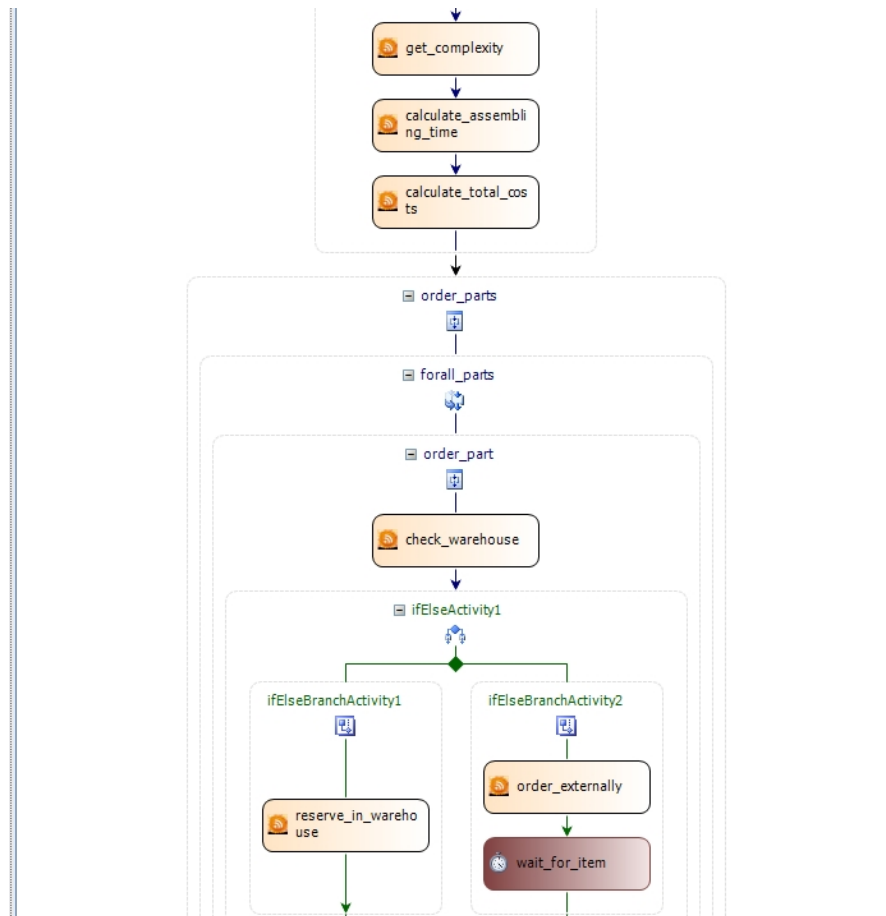 get_complexity
calculate_assembli
ng_time
calculate_total_cos
ts
order_parts
forall_parts
order_part
check_warehouse
ifElseActivity1
ifElseBranchActivity1
ifElseBranchActivity2
order_externally
reserve_in_wareho
use
wait_for_item